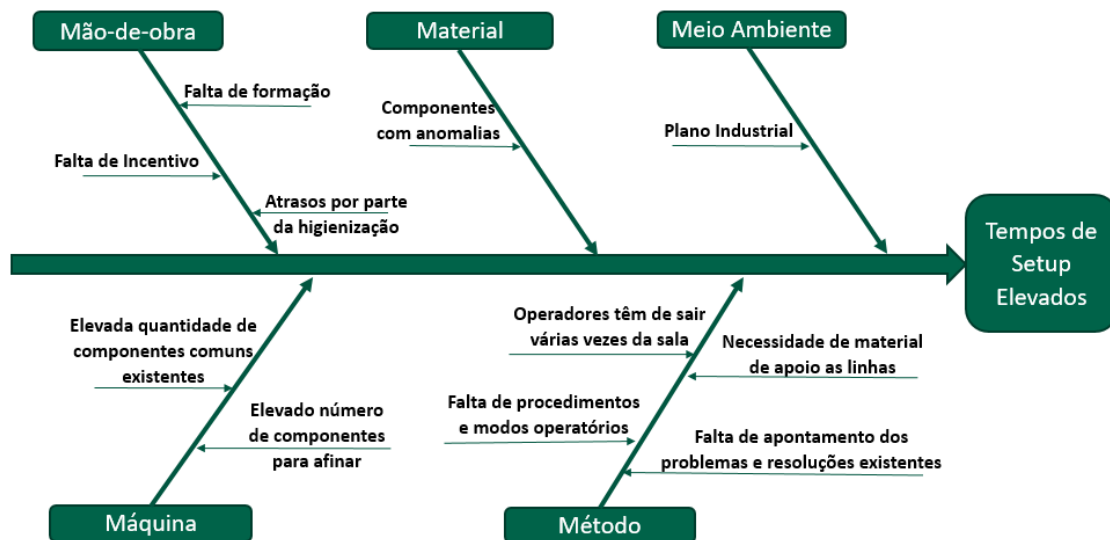 Mão-de-obra
Material
Meio Ambiente
Falta de formação
Componentes
com anomalias
Plano Industrial
Falta de Incentivo
Atrasos por parte
da higienização
Tempos de
Setup
Elevados
Elevada quantidade de
componentes comuns
existentes
Operadores têm de sair
várias vezes da sala
Necessidade de material
de apoio as linhas
Elevado número
de componentes
para afinar
Falta de procedimentos
e modos operatórios
Falta de apontamento dos
problemas e resoluções existentes
Máquina
Método